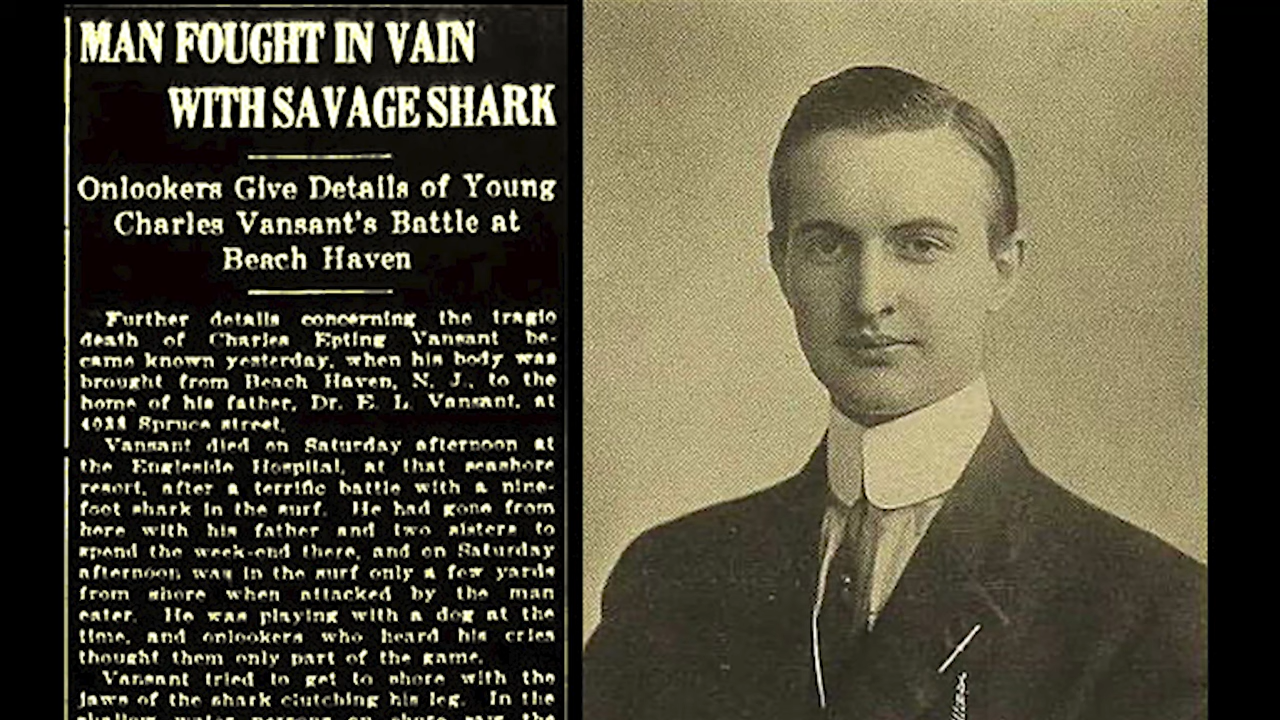 MAN FOUGHT IN VAIN
WITH SAVAGE SHARK
Onlookers Give Details of Young
Charles Vansant's Battle at
Beach Haven
Further details concerning the tragic
death of Charles Epting Vansant be-
came known yesterday, when his body was
brought from Beach Haven, N. J., to the
home of his father, Dr. E. L. Vansant, at
Spruce street.
Vansant died on Saturday afternoon at
the Engleside Hospital, at that seashore
resort, after a terrific battle with a nine-
foot shark in the surf. He had gone from
here with his father and two sisters to
spend the week-end there, and on Saturday
afternoon was in the surf only a few yards
from shore when attacked by the man
eater. He was playing with a dog at the
time, and onlookers who heard his cries
thought them only part of the game.
Vansant tried to get to shore with the
jaws of the shark clutching his leg. In the
shallow water persons on shore saw the